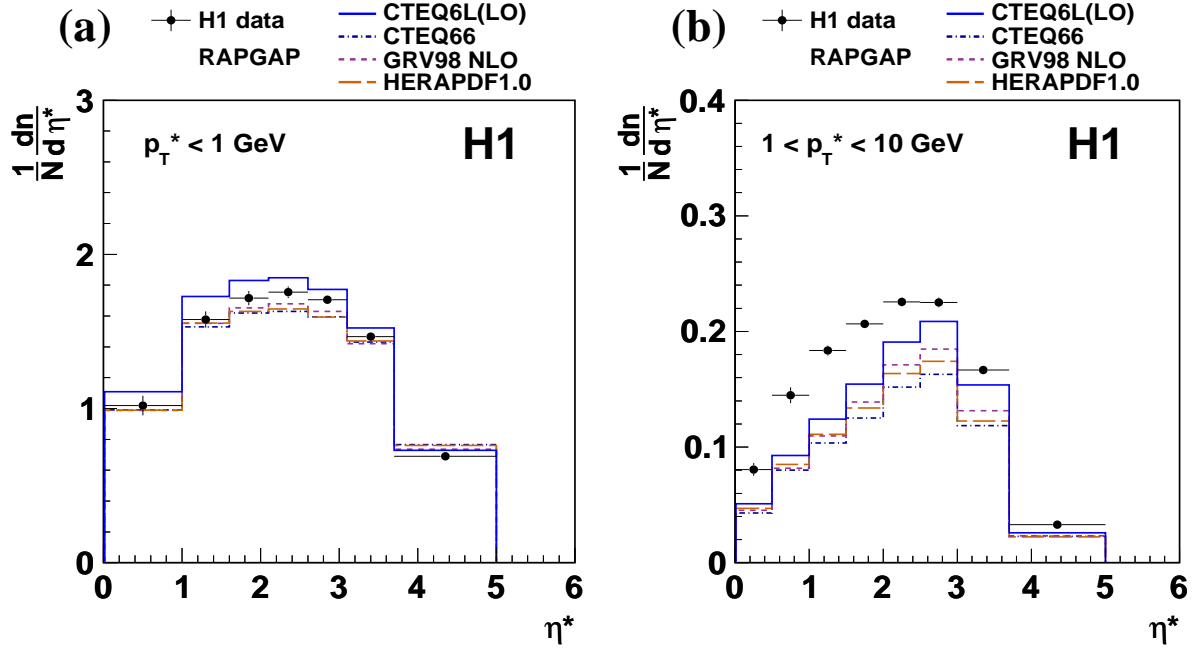 (a)
H1 data
RAPGAP
CTEQ6L(LO)
CTEQ66
GRV98 NLO
HERAPDF1.0
1/N dn/d η*
p_T* < 1 GeV
H1
3
2
1
0
0 1 2 3 4 5 6
η*
(b)
H1 data
RAPGAP
CTEQ6L(LO)
CTEQ66
GRV98 NLO
HERAPDF1.0
1/N dn/d η*
1 < p_T* < 10 GeV
H1
0.4
0.3
0.2
0.1
0
0 1 2 3 4 5 6
η*